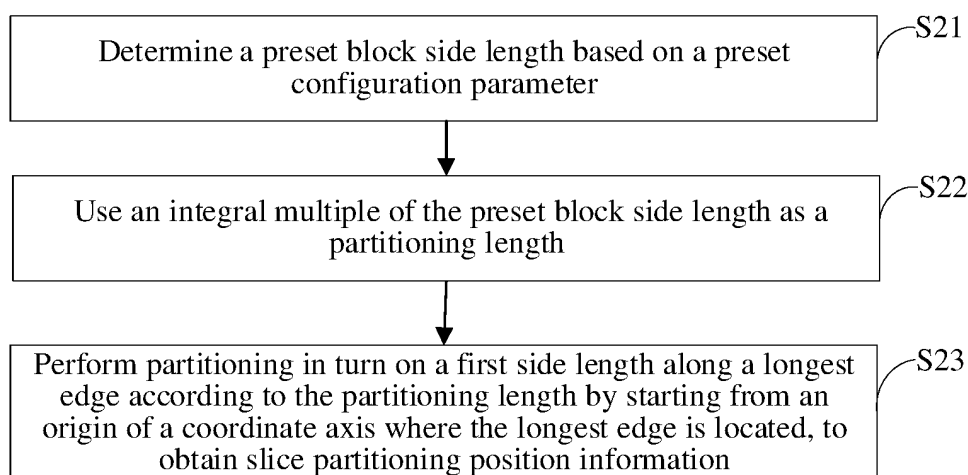 S21
Determine a preset block side length based on a preset
configuration parameter
S22
Use an integral multiple of the preset block side length as a
partitioning length
S23
Perform partitioning in turn on a first side length along a longest
edge according to the partitioning length by starting from an
origin of a coordinate axis where the longest edge is located, to
obtain slice partitioning position information